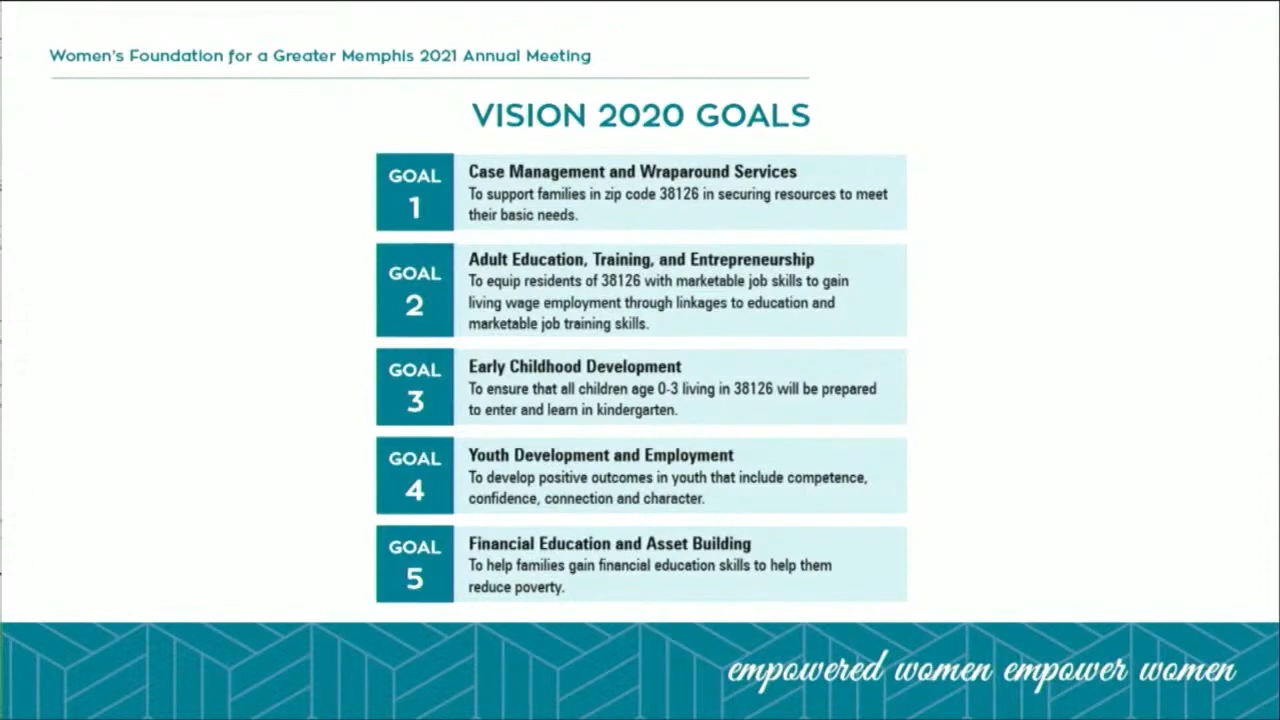 Women's Foundation for a Greater Memphis 2021 Annual Meeting
VISION 2020 GOALS
GOAL
1
Case Management and Wraparound Services
To support families in zip code 38126 in securing resources to meet
their basic needs.
GOAL
2
Adult Education, Training, and Entrepreneurship
To equip residents of 38126 with marketable job skills to gain
living wage employment through linkages to education and
marketable job training skills.
GOAL
3
Early Childhood Development
To ensure that all children age 0-3 living in 38126 will be prepared
to enter and learn in kindergarten.
GOAL
4
Youth Development and Employment
To develop positive outcomes in youth that include competence,
confidence, connection and character.
GOAL
5
Financial Education and Asset Building
To help families gain financial education skills to help them
reduce poverty.
empowered women empower women